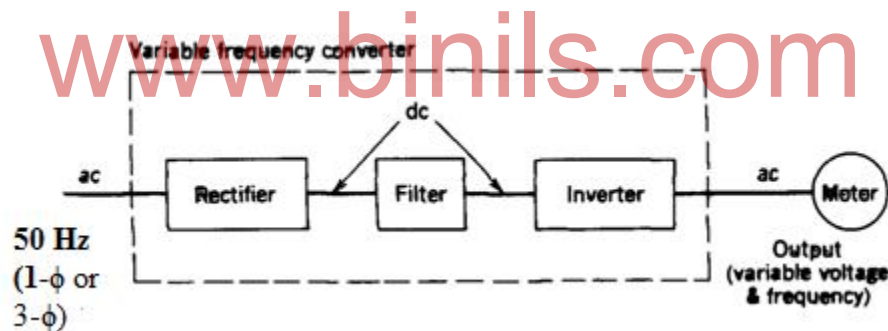 www.binils.com
Variable frequency converter
dc
ac
Rectifier
Filter
Inverter
ac
Motor
50 Hz
(1-ϕ or
3-ϕ)
Output
(variable voltage
& frequency)